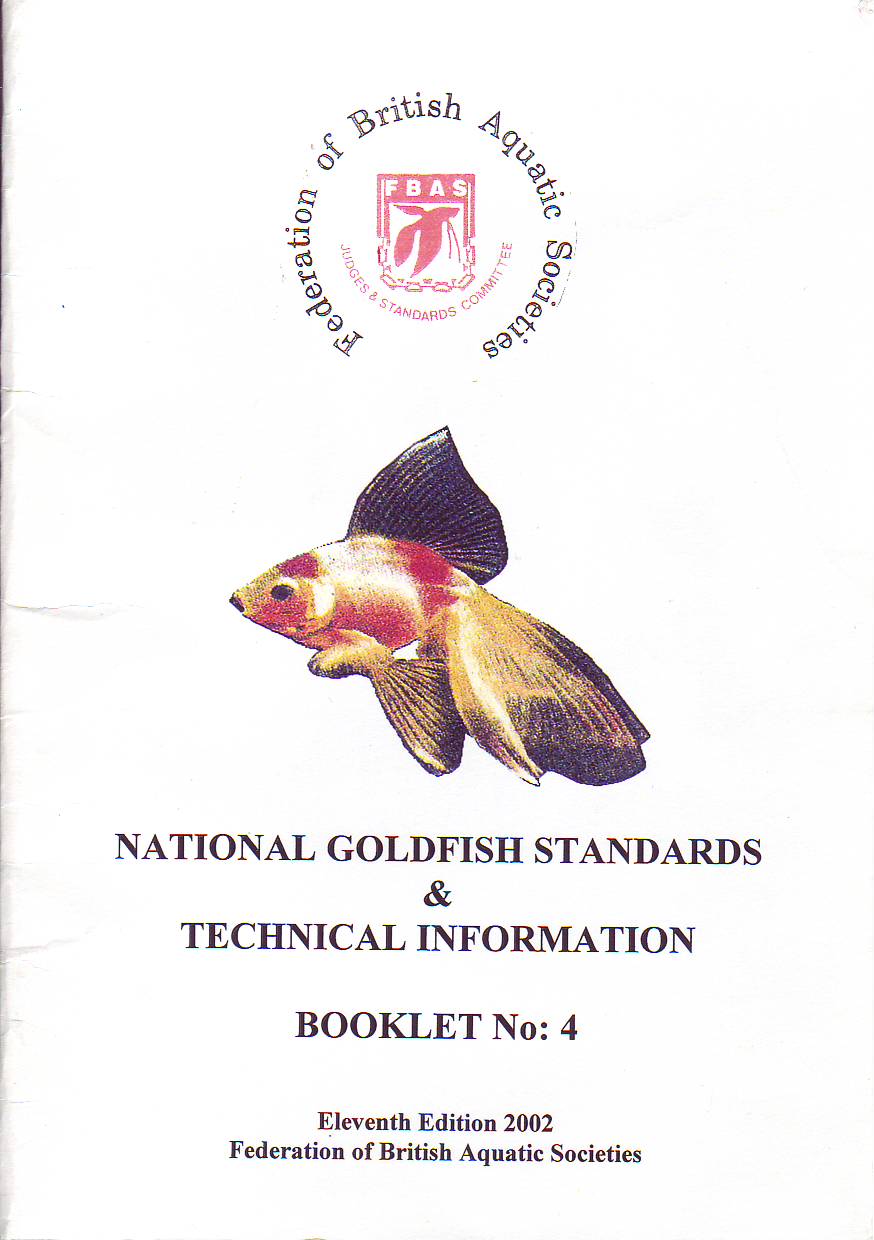 Federation of British Aquatic Societies
FBAS
JUDGES & STANDARDS COMMITTEE
NATIONAL GOLDFISH STANDARDS
&
TECHNICAL INFORMATION
BOOKLET No: 4
Eleventh Edition 2002
Federation of British Aquatic Societies